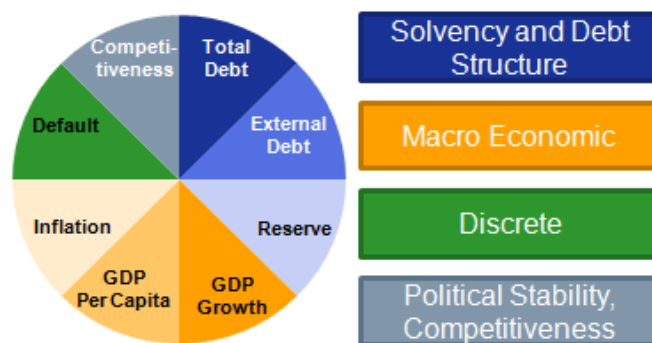 Competi-
tiveness
Total
Debt
External
Debt
Reserve
GDP
Growth
GDP
Per Capita
Inflation
Default
Solvency and Debt
Structure
Macro Economic
Discrete
Political Stability,
Competitiveness